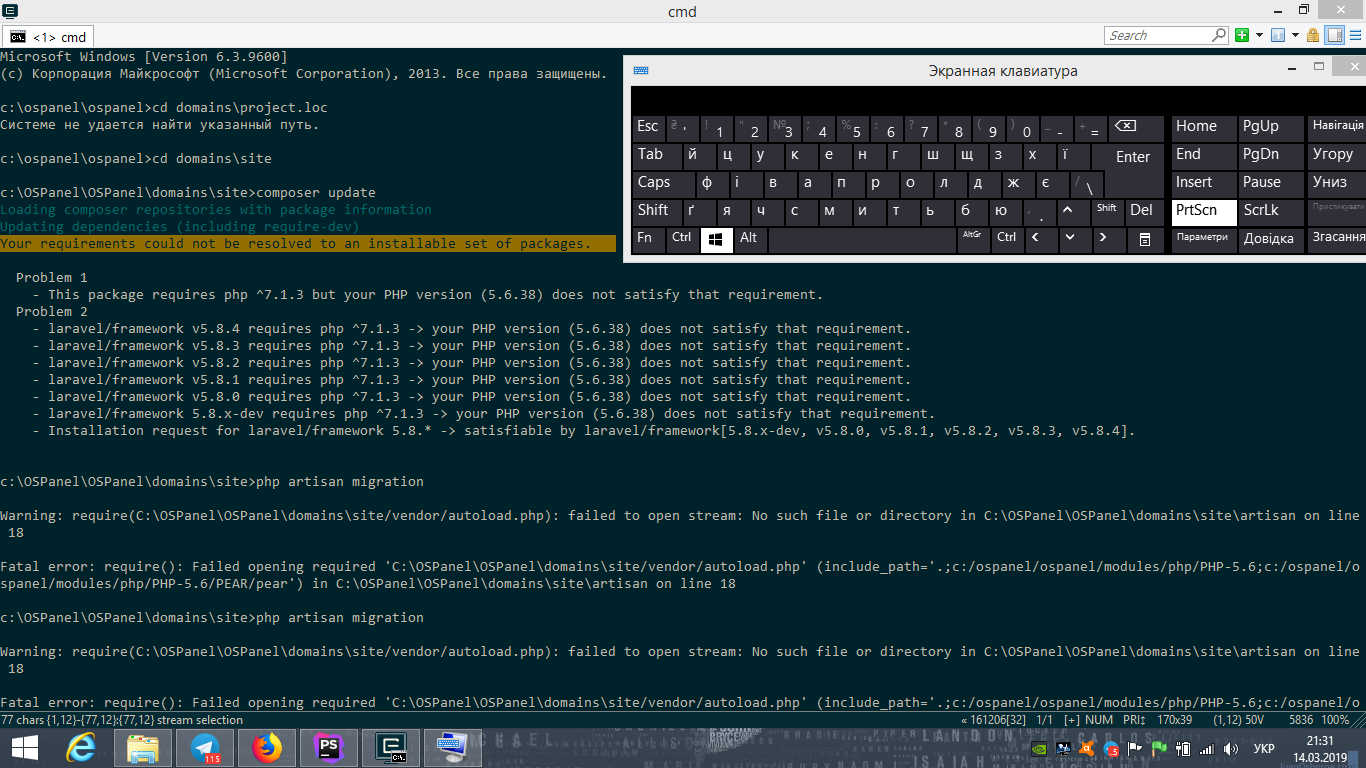 cmd
<1> cmd
Search
Microsoft Windows [Version 6.3.9600]
(c) Корпорация Майкрософт (Microsoft Corporation), 2013. Все права защищены.
c:\ospanel\ospanel>cd domains\project.loc
Системе не удается найти указанный путь.
c:\ospanel\ospanel>cd domains\site
c:\OSPanel\OSPanel\domains\site>composer update
Loading composer repositories with package information
Updating dependencies (including require-dev)
Your requirements could not be resolved to an installable set of packages.
Problem 1
- This package requires php ^7.1.3 but your PHP version (5.6.38) does not satisfy that requirement.
Problem 2
- laravel/framework v5.8.4 requires php ^7.1.3 -> your PHP version (5.6.38) does not satisfy that requirement.
- laravel/framework v5.8.3 requires php ^7.1.3 -> your PHP version (5.6.38) does not satisfy that requirement.
- laravel/framework v5.8.2 requires php ^7.1.3 -> your PHP version (5.6.38) does not satisfy that requirement.
- laravel/framework v5.8.1 requires php ^7.1.3 -> your PHP version (5.6.38) does not satisfy that requirement.
- laravel/framework v5.8.0 requires php ^7.1.3 -> your PHP version (5.6.38) does not satisfy that requirement.
- laravel/framework 5.8.x-dev requires php ^7.1.3 -> your PHP version (5.6.38) does not satisfy that requirement.
- Installation request for laravel/framework 5.8.* -> satisfiable by laravel/framework[5.8.x-dev, v5.8.0, v5.8.1, v5.8.2, v5.8.3, v5.8.4].
c:\OSPanel\OSPanel\domains\site>php artisan migration
Warning: require(C:\OSPanel\OSPanel\domains\site/vendor/autoload.php): failed to open stream: No such file or directory in C:\OSPanel\OSPanel\domains\site\artisan on line
18
Fatal error: require(): Failed opening required 'C:\OSPanel\OSPanel\domains\site/vendor/autoload.php' (include_path='.;c:/ospanel/ospanel/modules/php/PHP-5.6;c:/ospanel/o
spanel/modules/php/PHP-5.6/PEAR/pear') in C:\OSPanel\OSPanel\domains\site\artisan on line 18
c:\OSPanel\OSPanel\domains\site>php artisan migration
Warning: require(C:\OSPanel\OSPanel\domains\site/vendor/autoload.php): failed to open stream: No such file or directory in C:\OSPanel\OSPanel\domains\site\artisan on line
18
Fatal error: require(): Failed opening required 'C:\OSPanel\OSPanel\domains\site/vendor/autoload.php' (include_path='.;c:/ospanel/ospanel/modules/php/PHP-5.6;c:/ospanel/o
Экранная клавиатура
Esc ₴ ' ! 1 " 2 № 3 ; 4 % 5 : 6 ? 7 * 8 ( 9 ) 0 _ - + = Home PgUp Навігація
Tab й ц у к е н г ш щ з х ї Enter End PgDn Угору
Caps ф і в а п р о л д ж є / \ Insert Pause Униз
Shift ґ я ч с м и т ь б ю , . Shift Del PrtScn ScrLk Пристикувати
Fn Ctrl Alt AltGr Ctrl Параметри Довідка Згасання
77 chars {1,12}-{77,12};{77,12} stream selection
« 161206[32] 1/1 [+] NUM PRI↕ 170x39 (1,12) 50V 5836 100%
115
PS
C:\.
УКР
21:31
14.03.2019